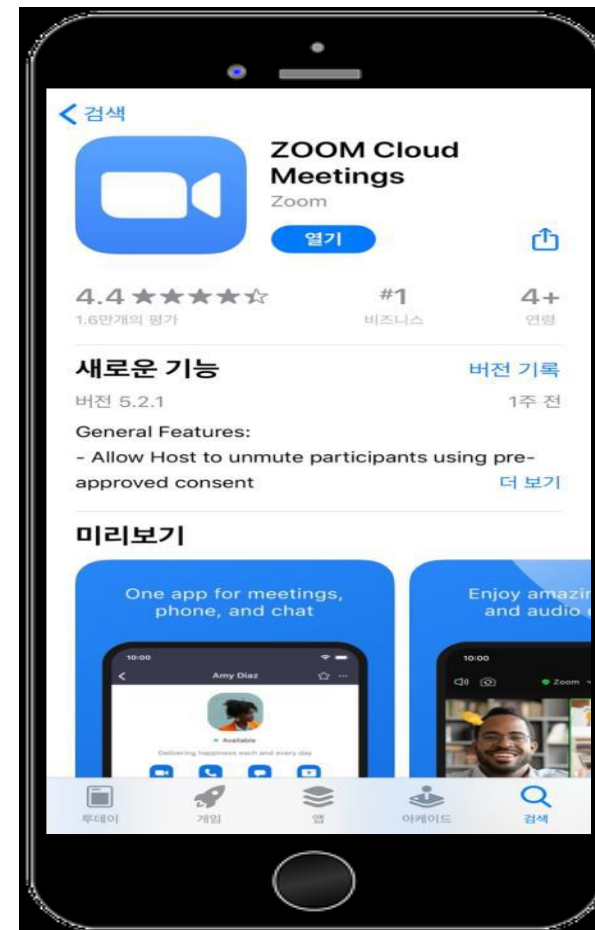 검색
ZOOM Cloud
Meetings
Zoom
열기
4.4 #1 4+
1.6만개의 평가 비즈니스 연령
새로운 기능 버전 기록
버전 5.2.1 1주 전
General Features:
- Allow Host to unmute participants using pre-
approved consent 더 보기
미리보기
One app for meetings,
phone, and chat
Enjoy amazin
and audio
10:00
Amy Diaz
Available
Delivering happiness each and every day
10:00
Zoom
투데이 게임 앱 아케이드 검색